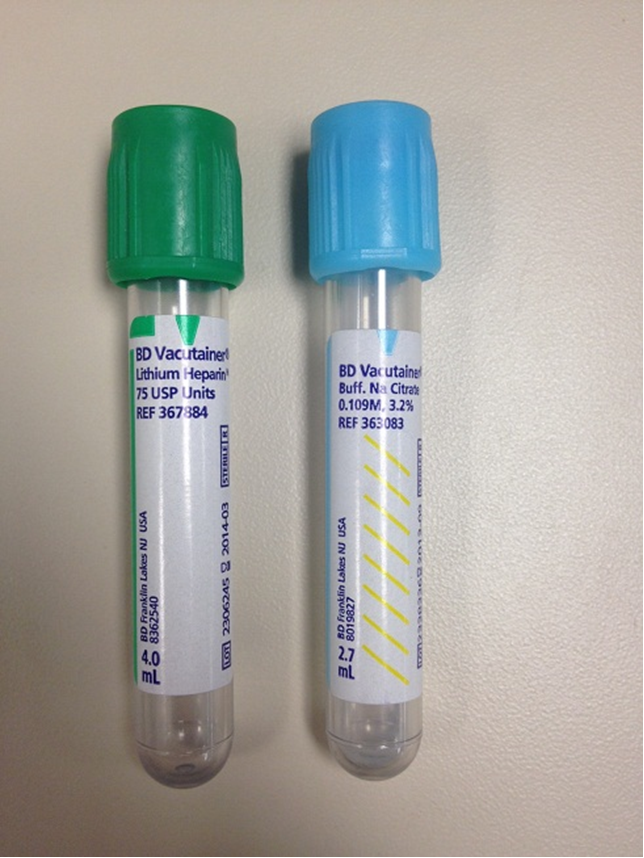 BD Vacutainer®
Lithium Heparin
75 USP Units
REF 367884
STERILE R
LOT 2306245 2014-03
BD Franklin Lakes NJ USA
8362540
4.0
mL
BD Vacutainer
Buff. Na Citrate
0.109M, 3.2%
REF 363083
2013-09
BD Franklin Lakes NJ USA
8019827
2.7
mL